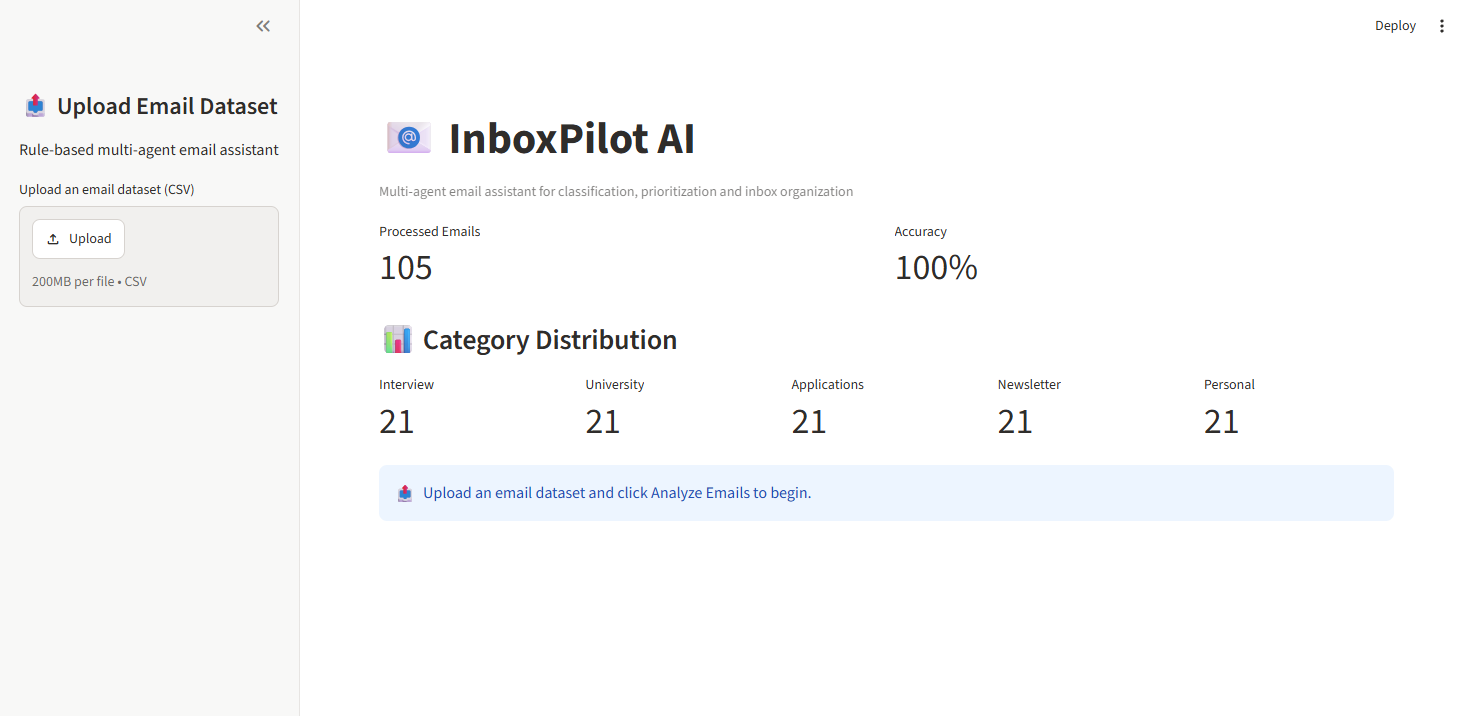 Deploy
Upload Email Dataset
Rule-based multi-agent email assistant
Upload an email dataset (CSV)
Upload
200MB per file • CSV
InboxPilot AI
Multi-agent email assistant for classification, prioritization and inbox organization
Processed Emails
105
Accuracy
100%
Category Distribution
Interview
21
University
21
Applications
21
Newsletter
21
Personal
21
Upload an email dataset and click Analyze Emails to begin.